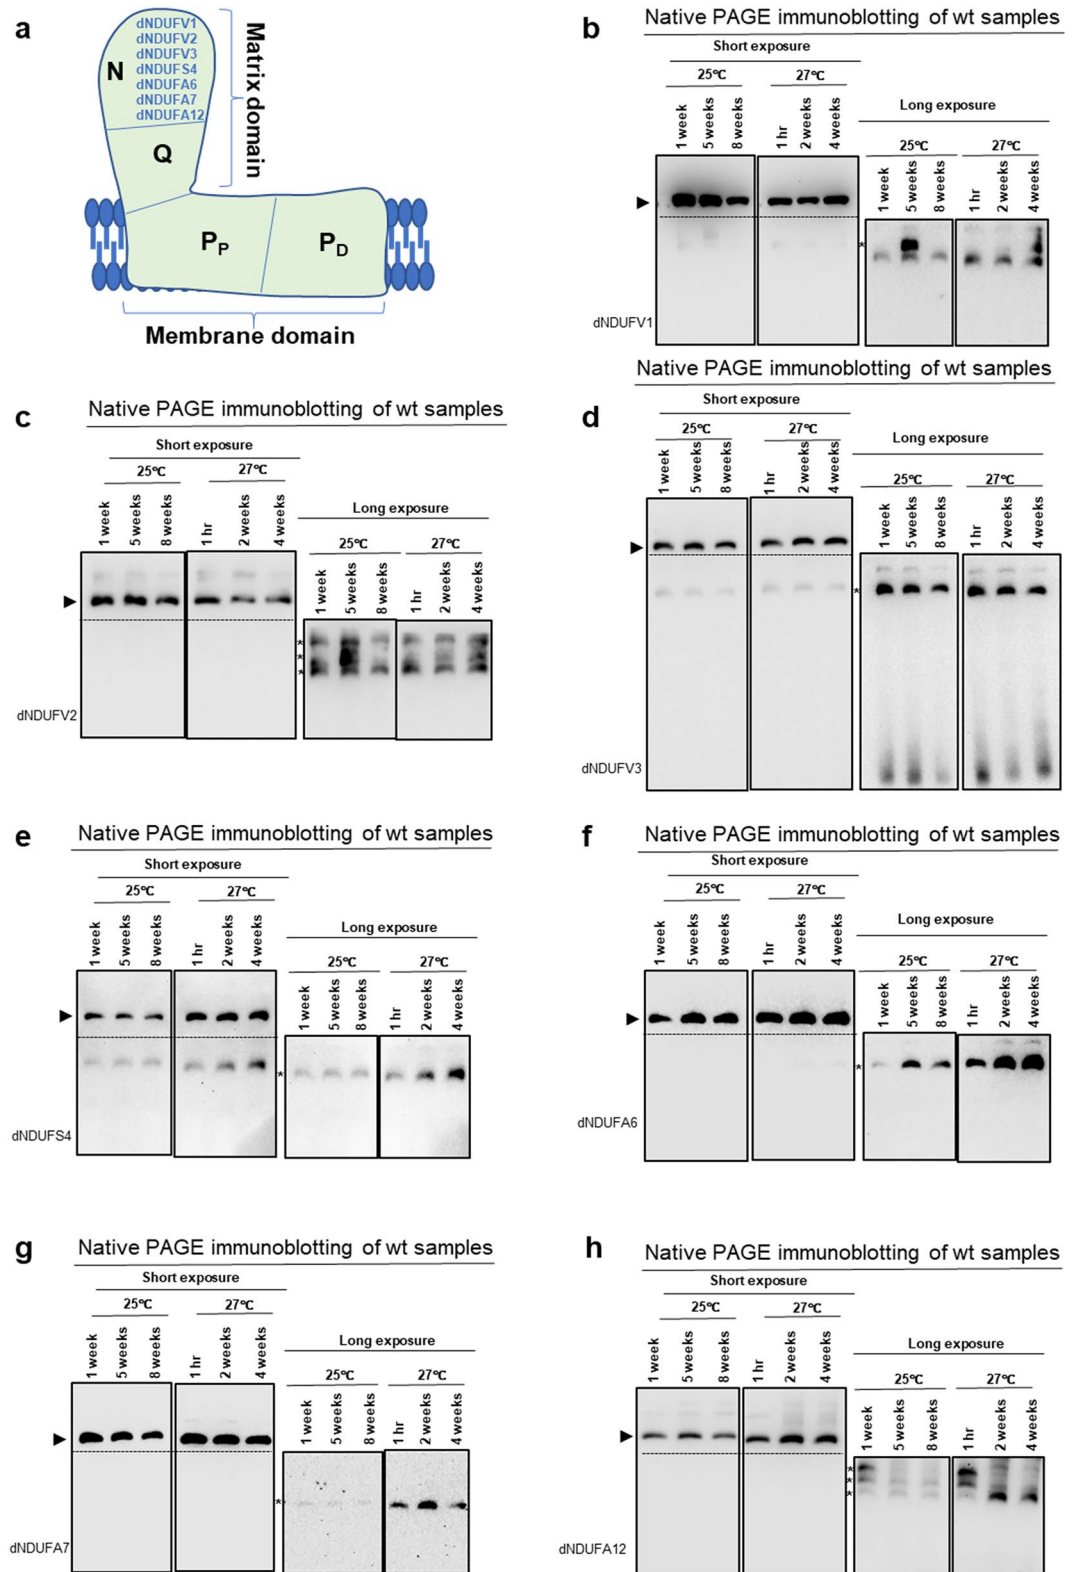 a
dNDUFV1
dNDUFV2
dNDUFV3
dNDUFS4
dNDUFA6
dNDUFA7
dNDUFA12
N
Q
PP
PD
Matrix domain
Membrane domain
b
Native PAGE immunoblotting of wt samples
Short exposure
25°C
27°C
1 week
5 weeks
8 weeks
1 hr
2 weeks
4 weeks
Long exposure
25°C
27°C
1 week
5 weeks
8 weeks
1 hr
2 weeks
4 weeks
*
dNDUFV1
c
Native PAGE immunoblotting of wt samples
Short exposure
25°C
27°C
1 week
5 weeks
8 weeks
1 hr
2 weeks
4 weeks
Long exposure
25°C
27°C
1 week
5 weeks
8 weeks
1 hr
2 weeks
4 weeks
*
*
*
dNDUFV2
d
Native PAGE immunoblotting of wt samples
Short exposure
25°C
27°C
1 week
5 weeks
8 weeks
1 hr
2 weeks
4 weeks
Long exposure
25°C
27°C
1 week
5 weeks
8 weeks
1 hr
2 weeks
4 weeks
*
dNDUFV3
e
Native PAGE immunoblotting of wt samples
Short exposure
25°C
27°C
1 week
5 weeks
8 weeks
1 hr
2 weeks
4 weeks
Long exposure
25°C
27°C
1 week
5 weeks
8 weeks
1 hr
2 weeks
4 weeks
*
dNDUFS4
f
Native PAGE immunoblotting of wt samples
Short exposure
25°C
27°C
1 week
5 weeks
8 weeks
1 hr
2 weeks
4 weeks
Long exposure
25°C
27°C
1 week
5 weeks
8 weeks
1 hr
2 weeks
4 weeks
*
dNDUFA6
g
Native PAGE immunoblotting of wt samples
Short exposure
25°C
27°C
1 week
5 weeks
8 weeks
1 hr
2 weeks
4 weeks
Long exposure
25°C
27°C
1 week
5 weeks
8 weeks
1 hr
2 weeks
4 weeks
*
dNDUFA7
h
Native PAGE immunoblotting of wt samples
Short exposure
25°C
27°C
1 week
5 weeks
8 weeks
1 hr
2 weeks
4 weeks
Long exposure
25°C
27°C
1 week
5 weeks
8 weeks
1 hr
2 weeks
4 weeks
*
*
*
dNDUFA12